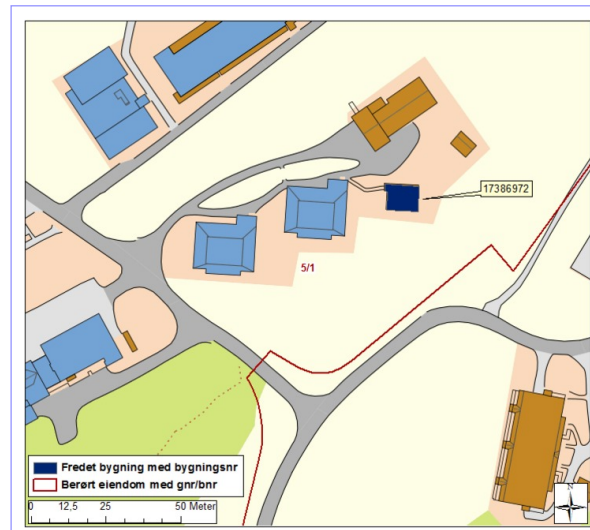 17386972
5/1
Fredet bygning med bygningsnr
Berørt eiendom med gnr/bnr
0 12,5 25 50 Meter
N